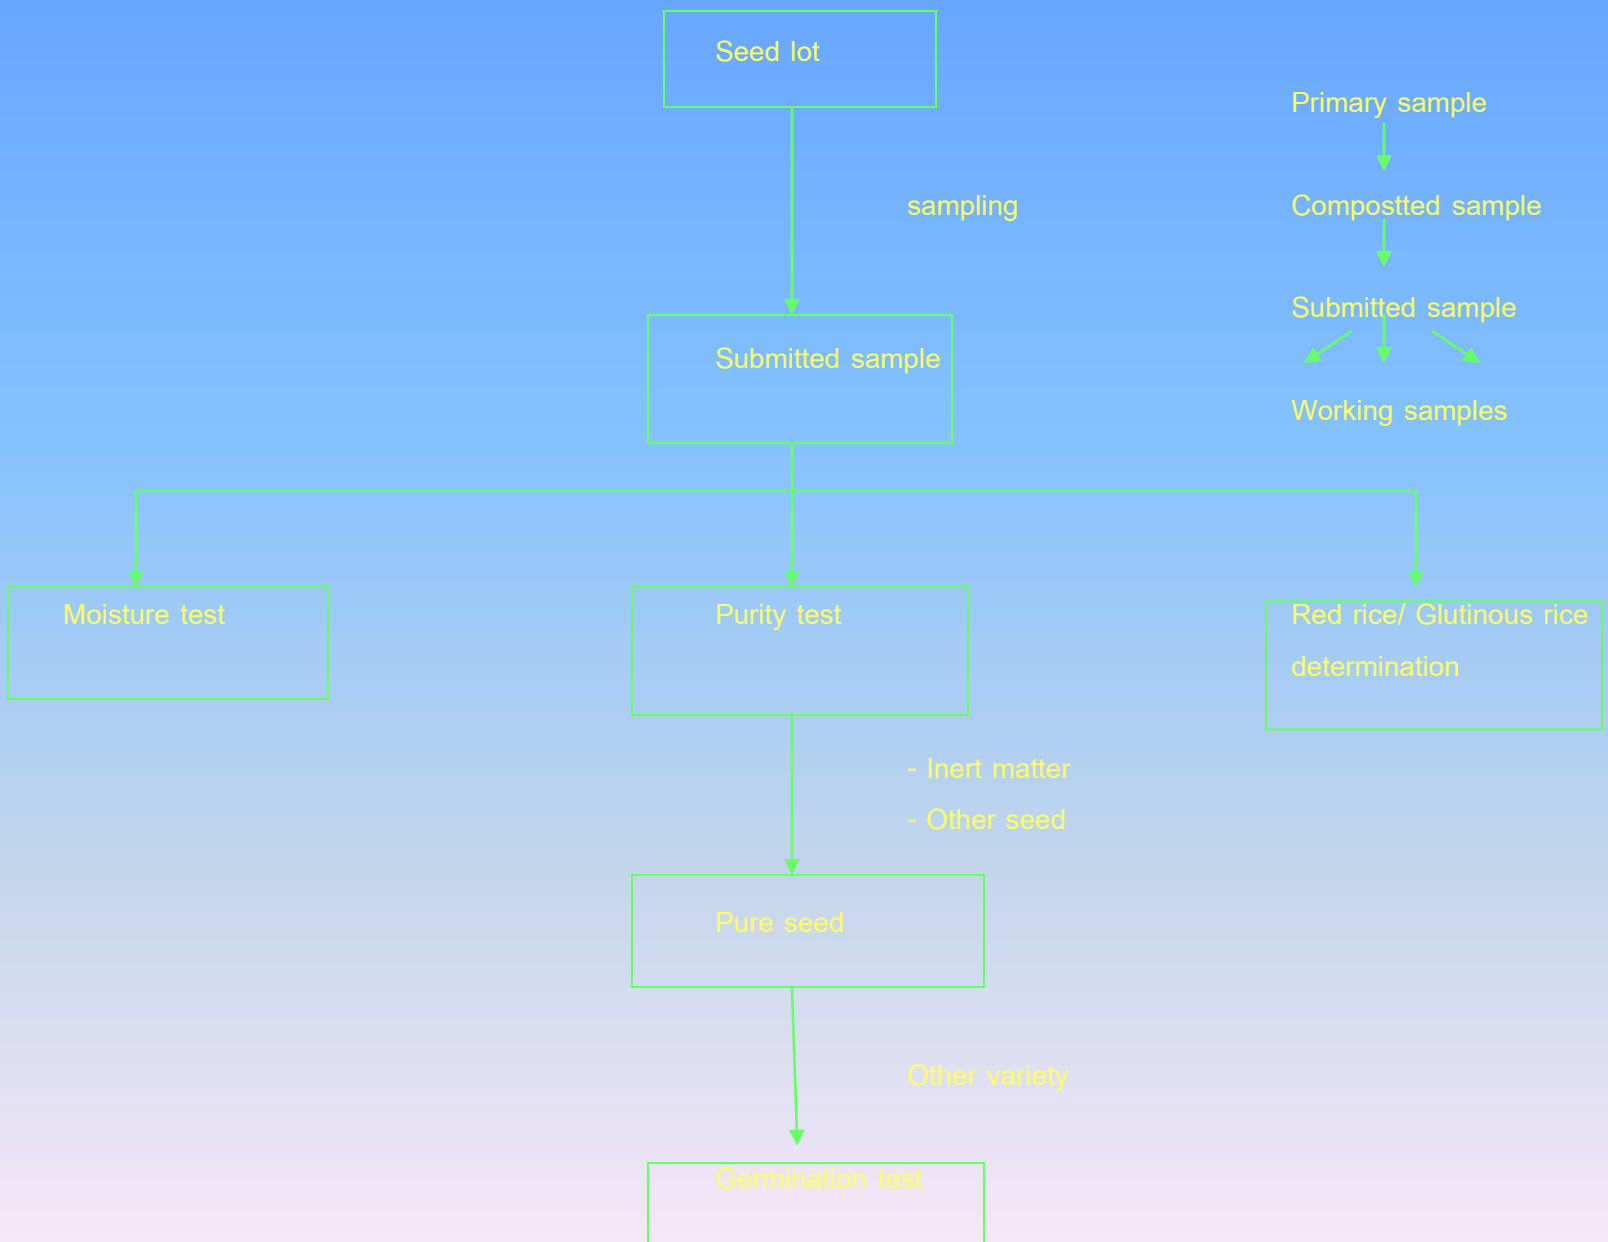 Seed lot
Primary sample
sampling
Compostted sample
Submitted sample
Submitted sample
Working samples
Moisture test
Purity test
Red rice/ Glutinous rice
determination
- Inert matter
- Other seed
Pure seed
Other variety
Germination test